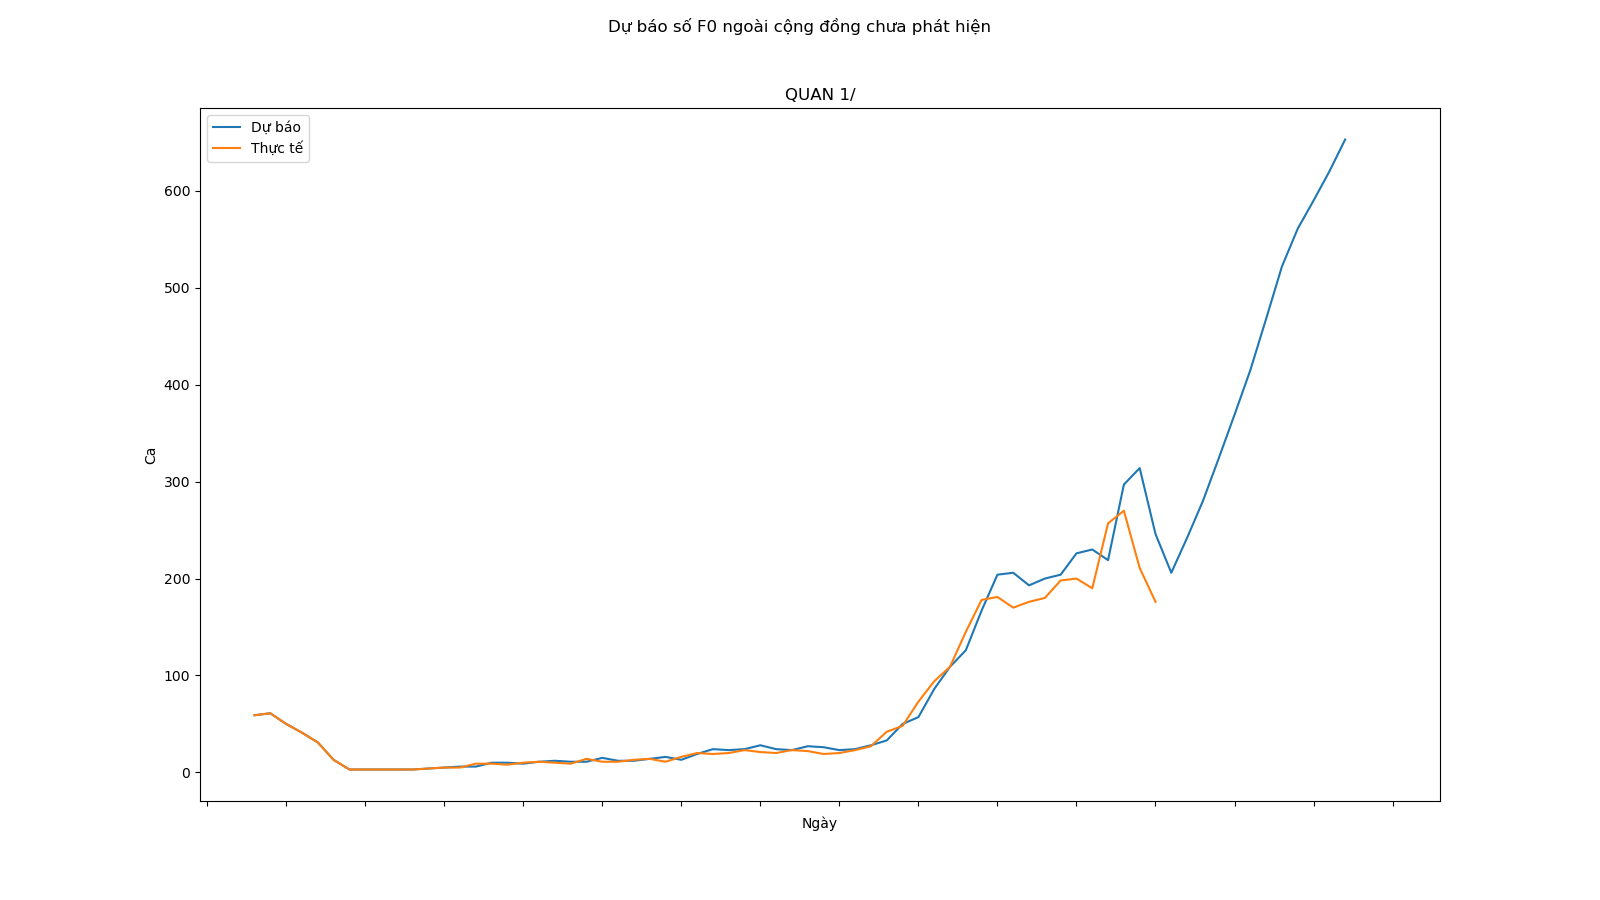 Dự báo số F0 ngoài cộng đồng chưa phát hiện
QUAN 1/
Dự báo
Thực tế
600
500
400
300
200
100
0
Ca
Ngày